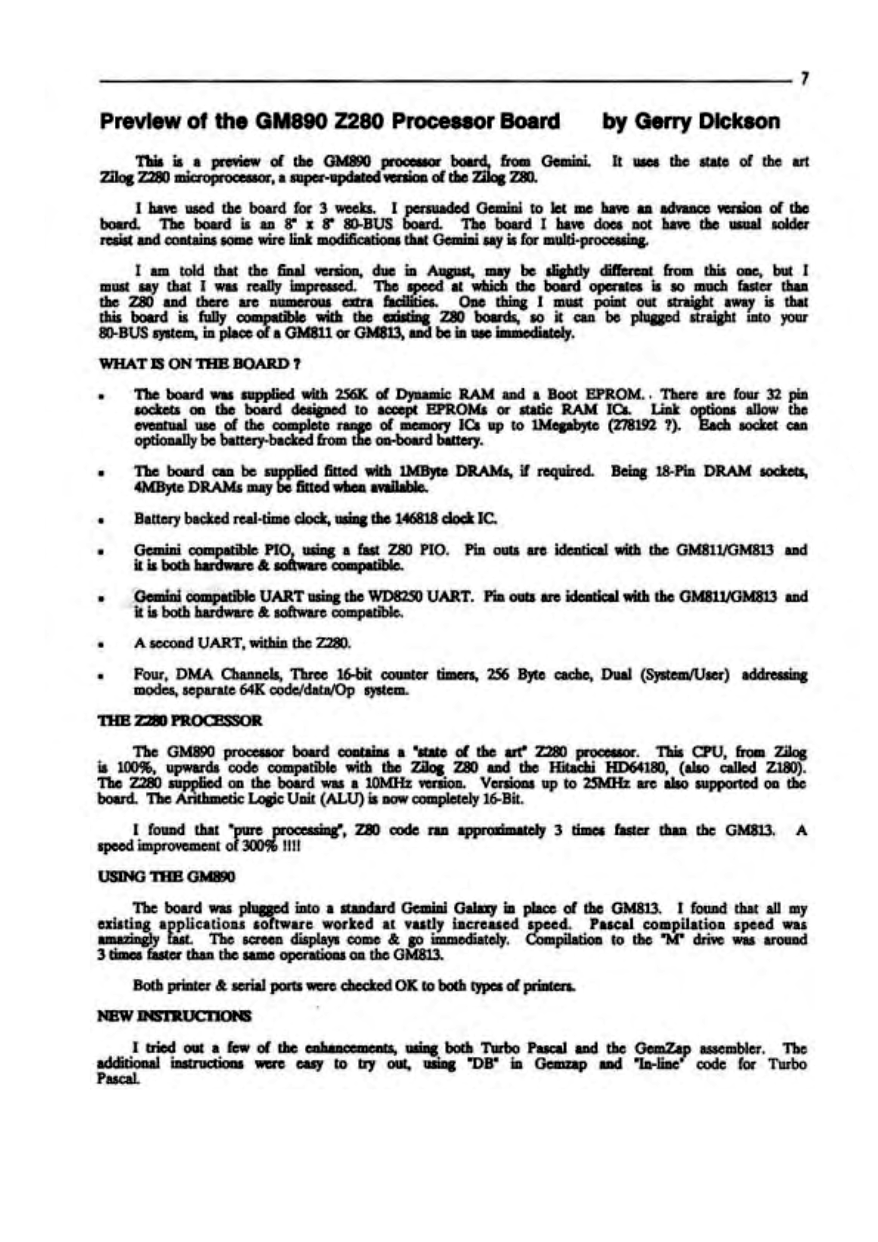 7
Preview of the GM890 Z280 Processor Board by Gerry Dickson
This is a preview of the GM890 processor board, from Gemini. It uses the state of the art
Zilog Z280 microprocessor, a super-updated version of the Zilog Z80.
I have used the board for 3 weeks. I persuaded Gemini to let me have an advance version of the
board. The board is an 8" x 8" 80-BUS board. The board I have does not have the usual solder
resist and contains some wire link modifications that Gemini say is for multi-processing.
I am told that the final version, due in August, may be slightly different from this one, but I
must say that I was really impressed. The speed at which the board operates is so much faster than
the Z80 and there are numerous extra facilities. One thing I must point out straight away is that
this board is fully compatible with the existing Z80 boards, so it can be plugged straight into your
80-BUS system, in place of a GM811 or GM813, and be in use immediately.
WHAT IS ON THE BOARD ?
• The board was supplied with 256K of Dynamic RAM and a Boot EPROM. . There are four 32 pin
sockets on the board designed to accept EPROMs or static RAM ICs. Link options allow the
eventual use of the complete range of memory ICs up to 1Megabyte (278192 ?). Each socket can
optionally be battery-backed from the on-board battery.
• The board can be supplied fitted with 1MByte DRAMs, if required. Being 18-Pin DRAM sockets,
4MByte DRAMs may be fitted when available.
• Battery backed real-time clock, using the 146818 clock IC.
• Gemini compatible PIO, using a fast Z80 PIO. Pin outs are identical with the GM811/GM813 and
it is both hardware & software compatible.
• Gemini compatible UART using the WD8250 UART. Pin outs are identical with the GM811/GM813 and
it is both hardware & software compatible.
• A second UART, within the Z280.
• Four, DMA Channels, Three 16-bit counter timers, 256 Byte cache, Dual (System/User) addressing
modes, separate 64K code/data/Op system.
THE Z280 PROCESSOR
The GM890 processor board contains a "state of the art" Z280 processor. This CPU, from Zilog
is 100%, upwards code compatible with the Zilog Z80 and the Hitachi HD64180, (also called Z180).
The Z280 supplied on the board was a 10MHz version. Versions up to 25MHz are also supported on the
board. The Arithmetic Logic Unit (ALU) is now completely 16-Bit.
I found that "pure processing", Z80 code ran approximately 3 times faster than the GM813. A
speed improvement of 300% !!!!
USING THE GM890
The board was plugged into a standard Gemini Galaxy in place of the GM813. I found that all my
existing applications software worked at vastly increased speed. Pascal compilation speed was
amazingly fast. The screen displays come & go immediately. Compilation to the "M" drive was around
3 times faster than the same operations on the GM813.
Both printer & serial ports were checked OK to both types of printers.
NEW INSTRUCTIONS
I tried out a few of the enhancements, using both Turbo Pascal and the GemZap assembler. The
additional instructions were easy to try out, using "DB" in Gemzap and "In-line" code for Turbo
Pascal.